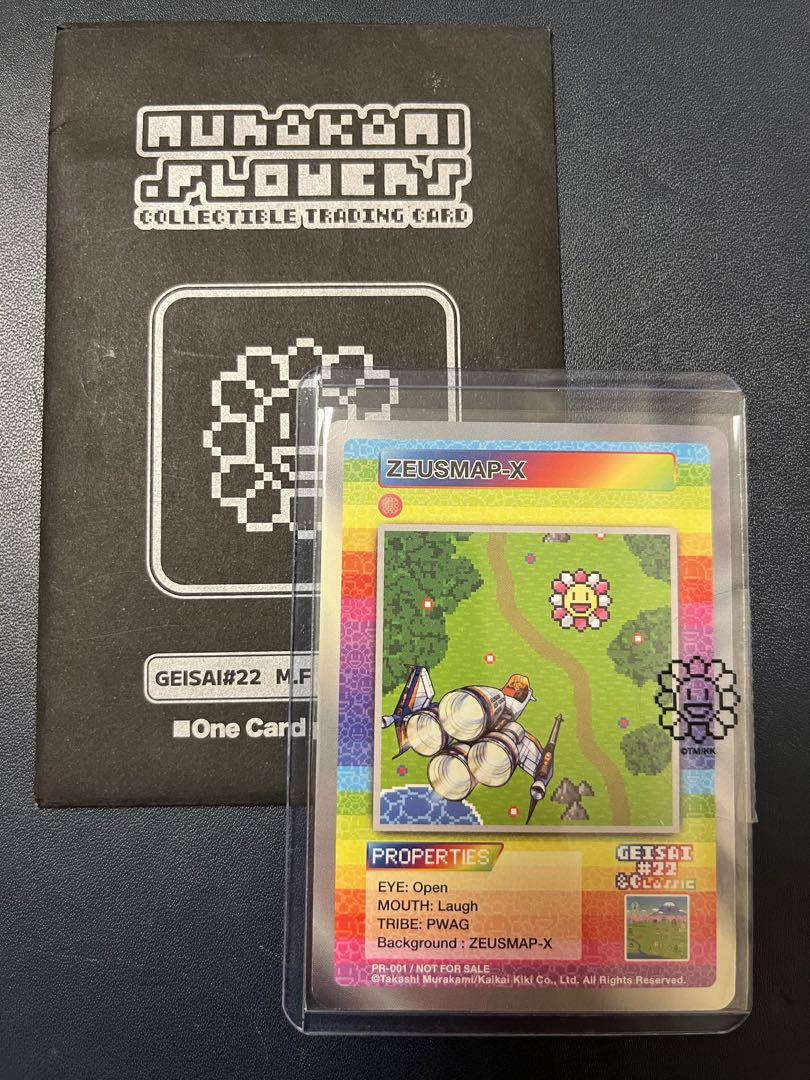 MURAKAMI
.FLOWERS
COLLECTIBLE TRADING CARD
GEISAI#22 M.F
One Card
ZEUSMAP-X
©TM/KK
PROPERTIES
EYE: Open
MOUTH: Laugh
TRIBE: PWAG
Background : ZEUSMAP-X
GEISAI
#22
&Classic
PR-001 / NOT FOR SALE
©Takashi Murakami/Kaikai Kiki Co., Ltd. All Rights Reserved.